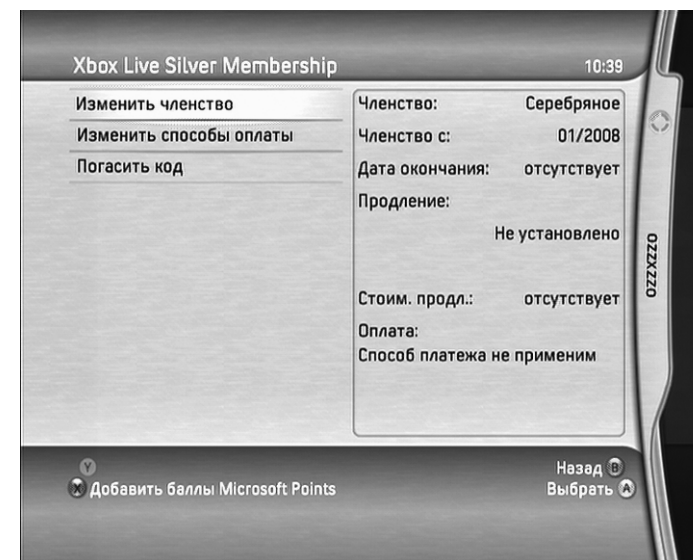 Xbox Live Silver Membership 10:39
Изменить членство
Изменить способы оплаты
Погасить код
Членство: Серебряное
Членство с: 01/2008
Дата окончания: отсутствует
Продление:
Не установлено
Стоим. продл.: отсутствует
Оплата:
Способ платежа не применим
ozzxzzo
Y
X Добавить баллы Microsoft Points
Назад B
Выбрать A